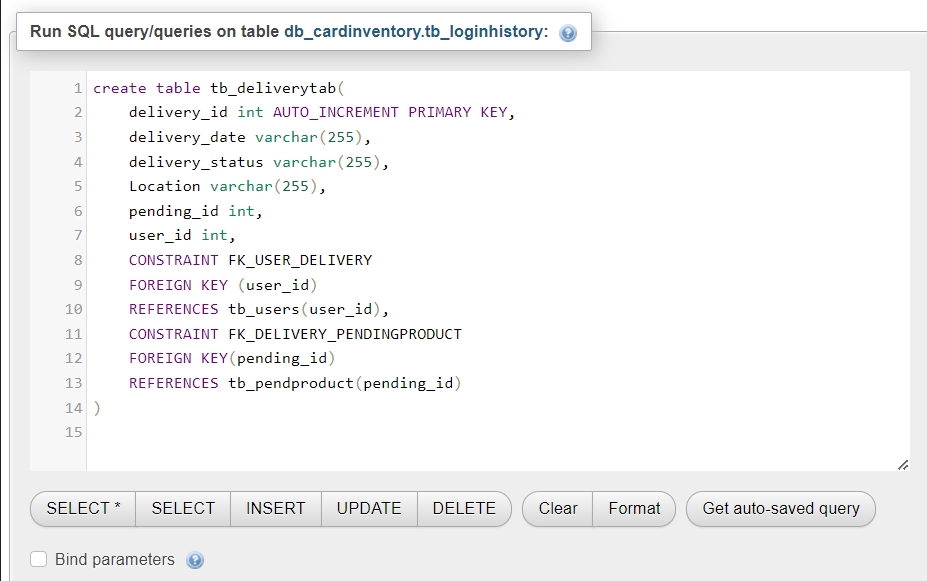 Run SQL query/queries on table db_cardinventory.tb_loginhistory:
1 create table tb_deliverytab(
2 delivery_id int AUTO_INCREMENT PRIMARY KEY,
3 delivery_date varchar(255),
4 delivery_status varchar(255),
5 Location varchar(255),
6 pending_id int,
7 user_id int,
8 CONSTRAINT FK_USER_DELIVERY
9 FOREIGN KEY (user_id)
10 REFERENCES tb_users(user_id),
11 CONSTRAINT FK_DELIVERY_PENDINGPRODUCT
12 FOREIGN KEY(pending_id)
13 REFERENCES tb_pendproduct(pending_id)
14 )
15
SELECT * SELECT INSERT UPDATE DELETE Clear Format Get auto-saved query
Bind parameters